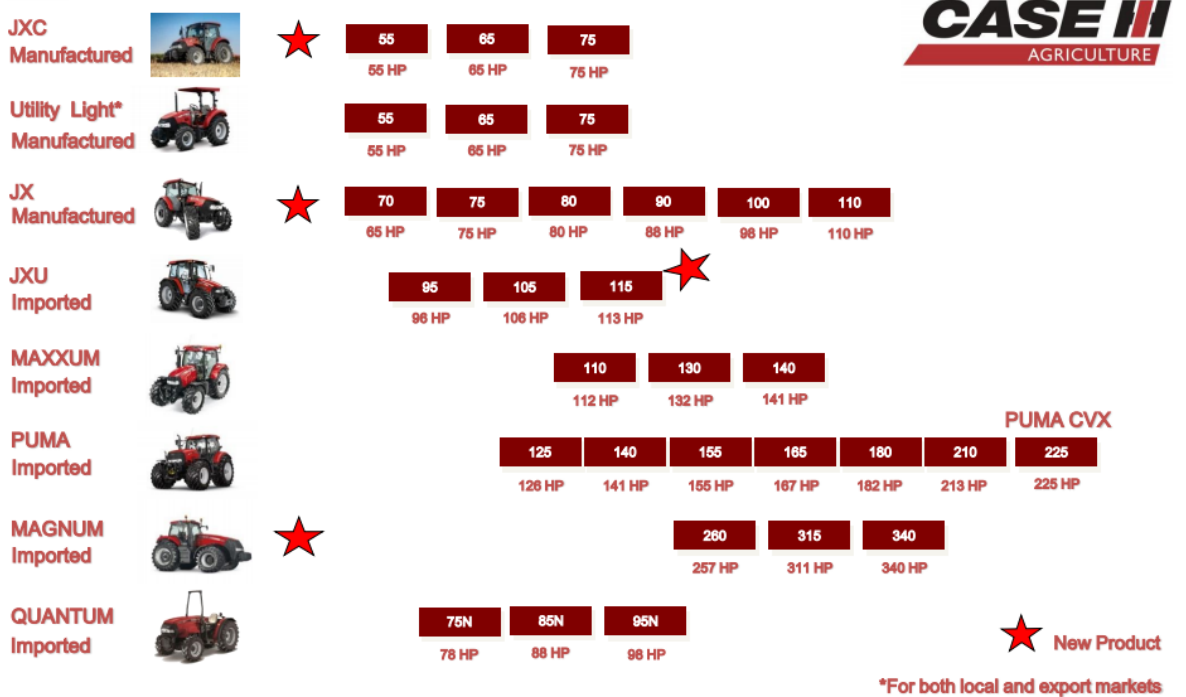 CASE IH
AGRICULTURE
JXC
Manufactured
55 65 75
55 HP 65 HP 75 HP
Utility Light*
Manufactured
55 65 75
55 HP 65 HP 75 HP
JX
Manufactured
70 75 80 90 100 110
65 HP 75 HP 80 HP 88 HP 98 HP 110 HP
JXU
Imported
95 105 115
96 HP 106 HP 113 HP
MAXXUM
Imported
110 130 140
112 HP 132 HP 141 HP
PUMA
Imported
PUMA CVX
125 140 155 165 180 210 225
126 HP 141 HP 155 HP 167 HP 182 HP 213 HP 225 HP
MAGNUM
Imported
260 315 340
257 HP 311 HP 340 HP
QUANTUM
Imported
75N 85N 95N
78 HP 88 HP 98 HP
New Product
*For both local and export markets